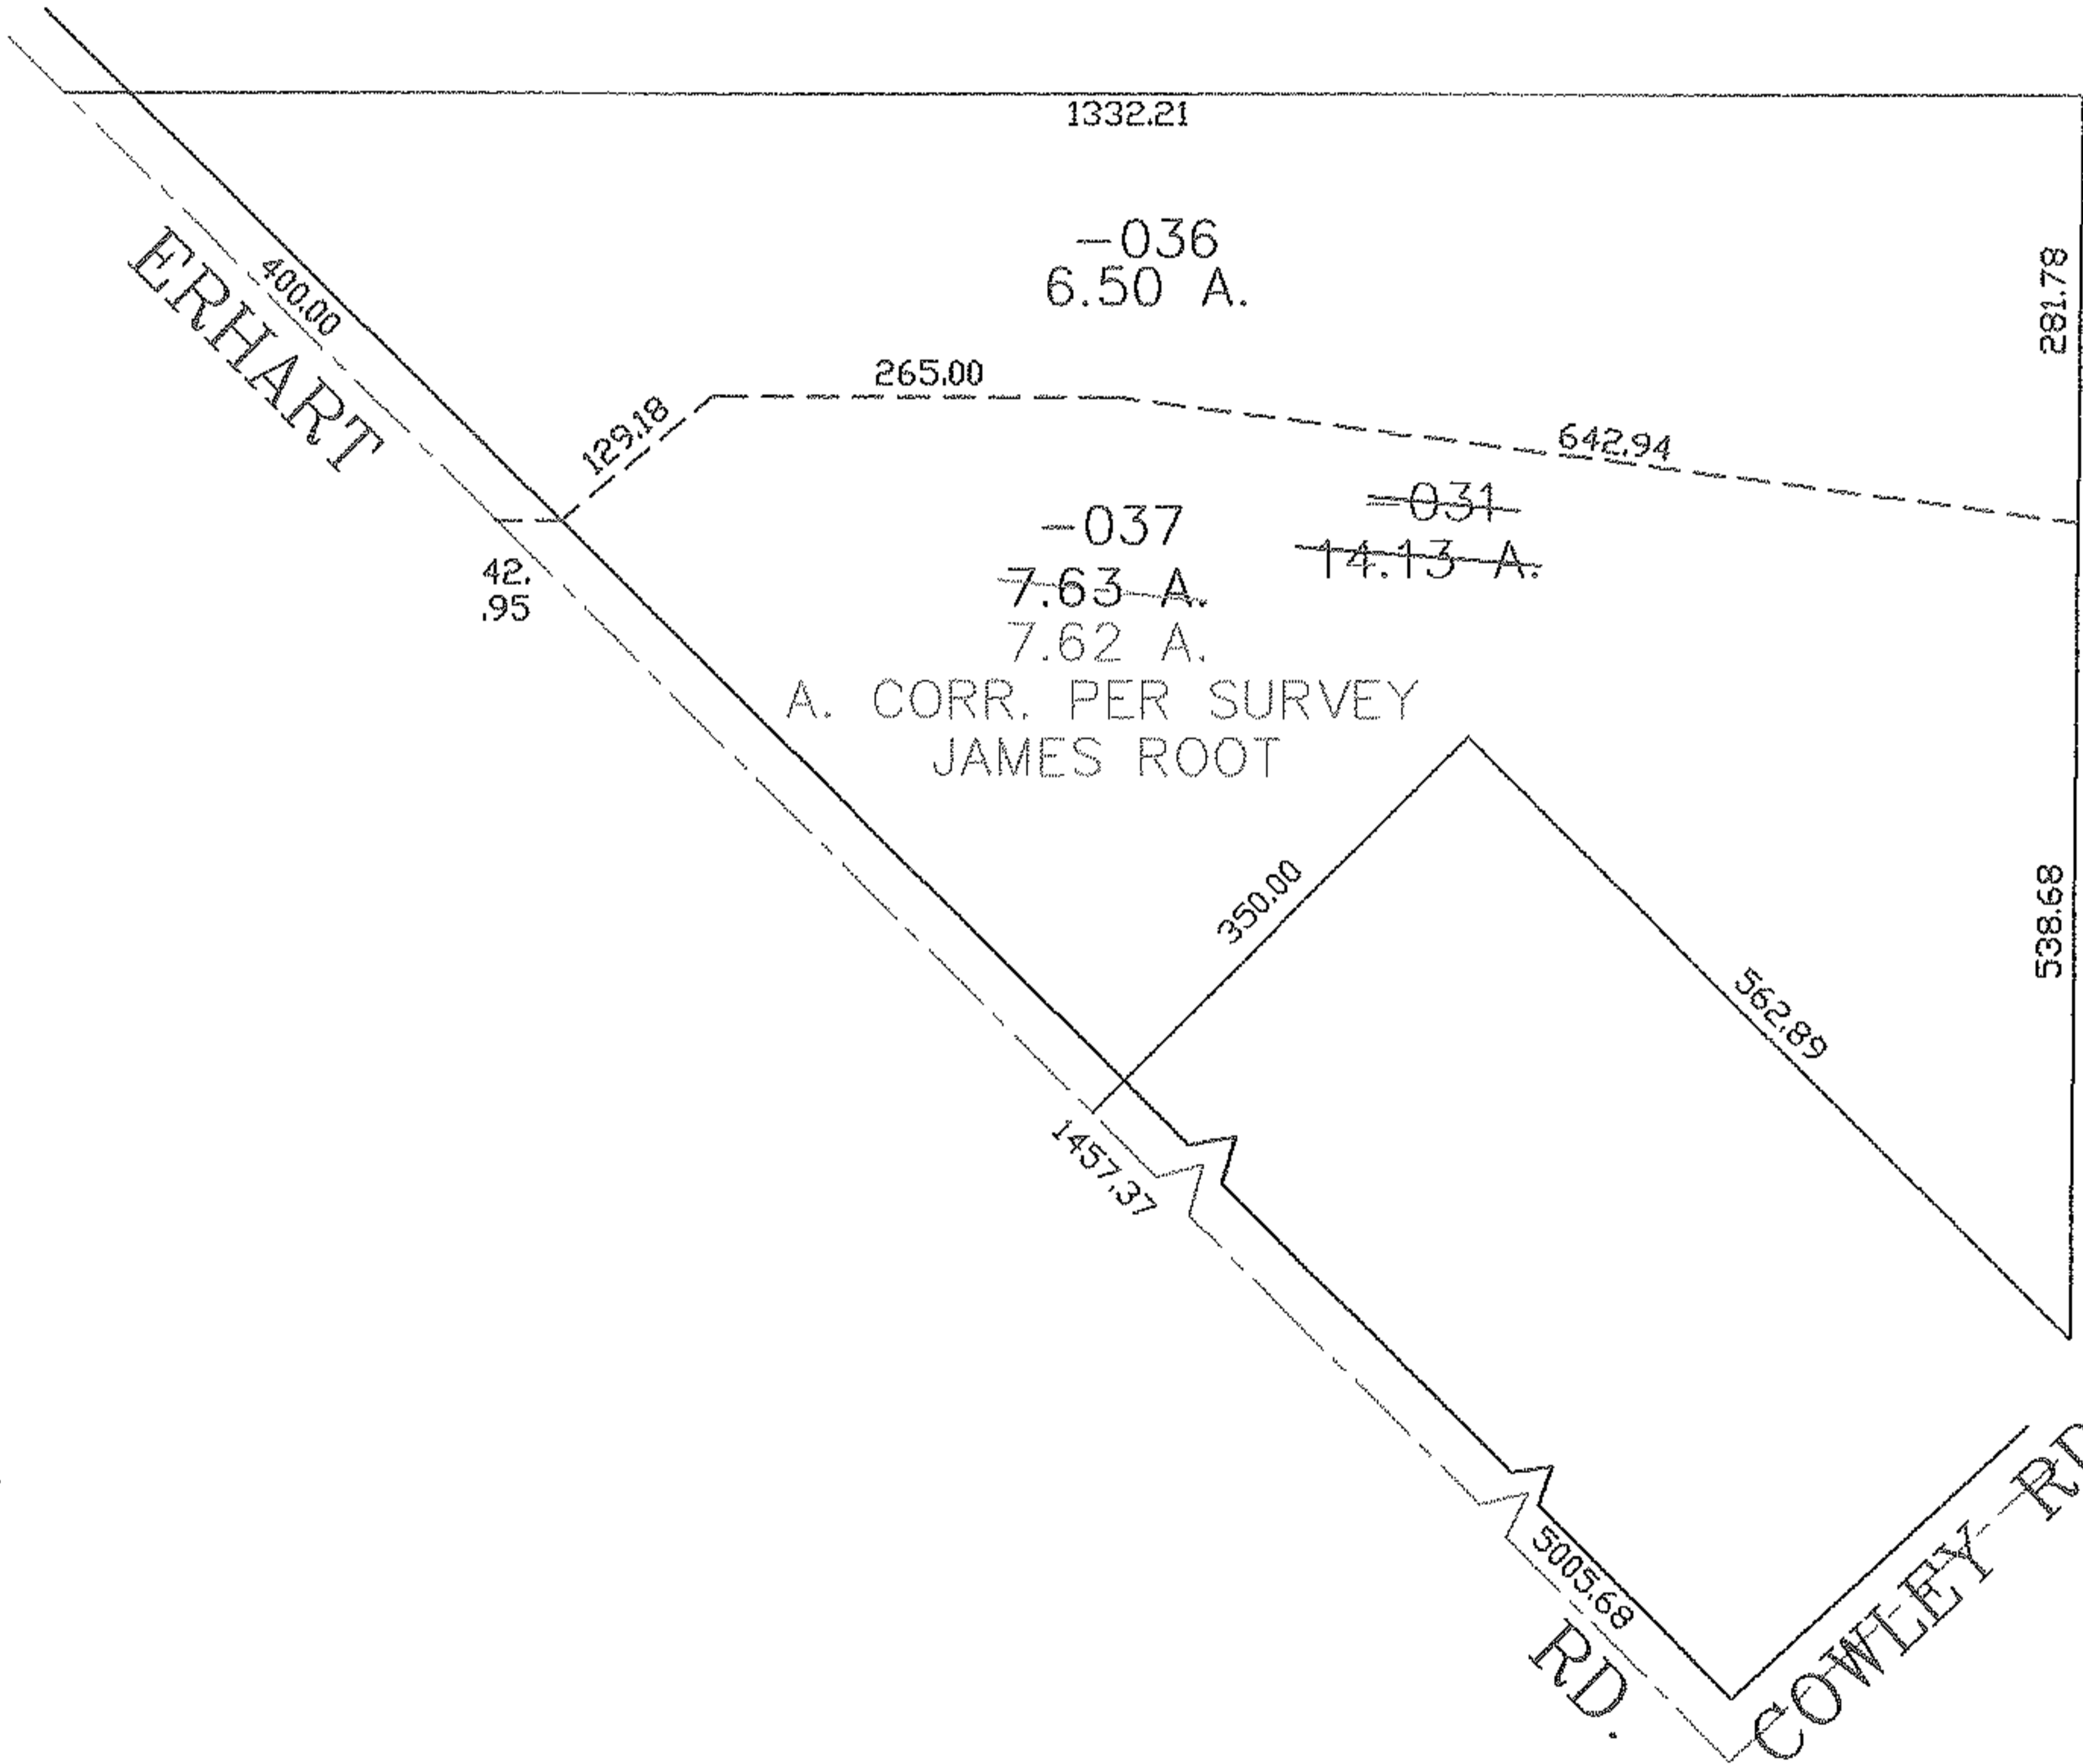 1332.21
-036
6.50 A.
281.78
ERHART
400.00
265.00
129.18
642.94
-031
14.13 A.
-037
7.63 A.
7.62 A.
A. CORR. PER SURVEY
JAMES ROOT
42.
.95
350.00
562.89
538.68
1457.37
5005.68
RD.
COWLEY RD